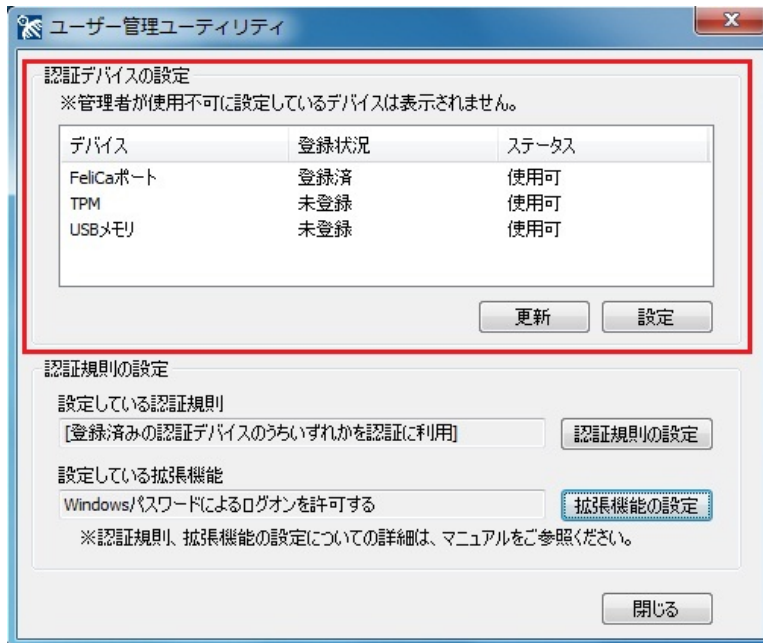 ユーザー管理ユーティリティ
認証デバイスの設定
※管理者が使用不可に設定しているデバイスは表示されません。
デバイス 登録状況 ステータス
FeliCaポート 登録済 使用可
TPM 未登録 使用可
USBメモリ 未登録 使用可
更新 設定
認証規則の設定
設定している認証規則
[登録済みの認証デバイスのうちいずれかを認証に利用] 認証規則の設定
設定している拡張機能
Windowsパスワードによるログオンを許可する 拡張機能の設定
※認証規則、拡張機能の設定についての詳細は、マニュアルをご参照ください。
閉じる